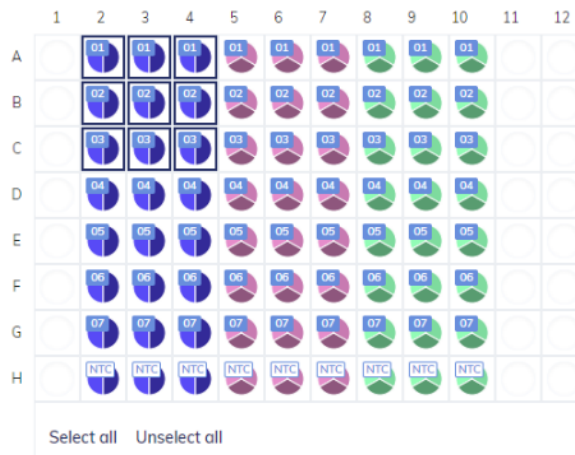 1 2 3 4 5 6 7 8 9 10 11 12
A 01 01 01 01 01 01 01 01 01
B 02 02 02 02 02 02 02 02 02
C 03 03 03 03 03 03 03 03 03
D 04 04 04 04 04 04 04 04 04
E 05 05 05 05 05 05 05 05 05
F 06 06 06 06 06 06 06 06 06
G 07 07 07 07 07 07 07 07 07
H NTC NTC NTC NTC NTC NTC NTC NTC NTC
Select all Unselect all